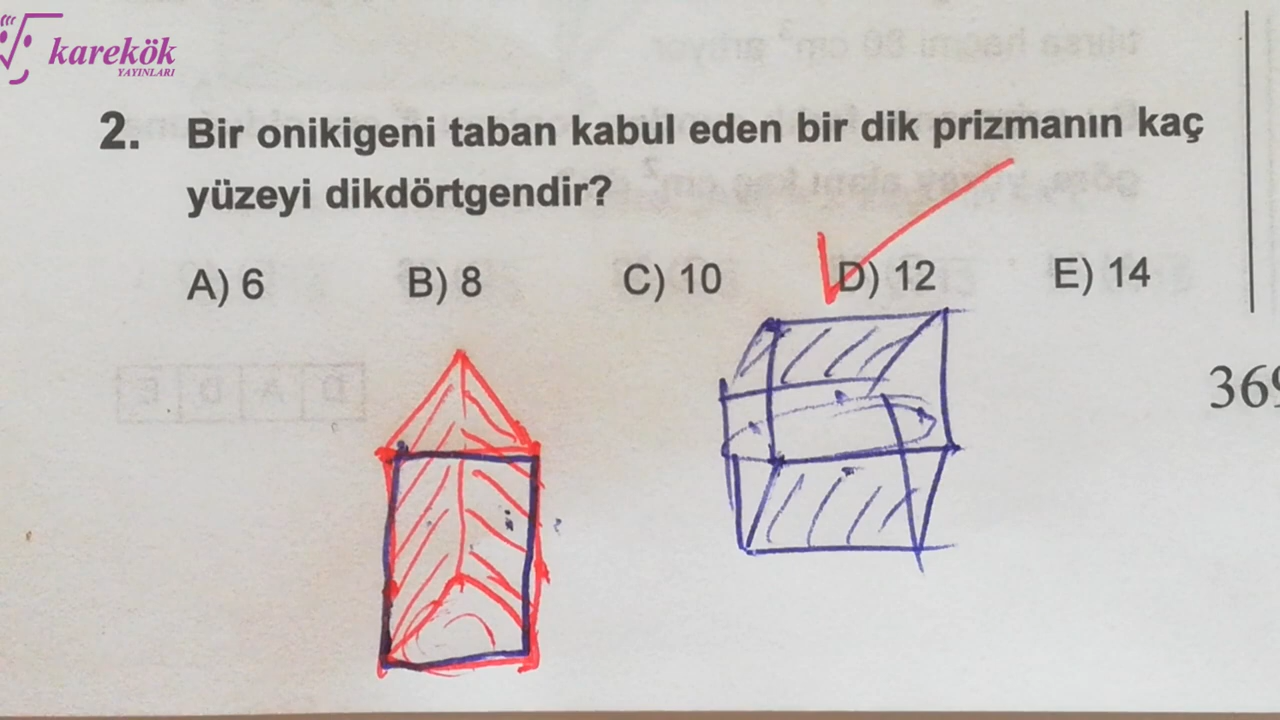 karekök
YAYINLARI
2. Bir onikigeni taban kabul eden bir dik prizmanın kaç
yüzeyi dikdörtgendir?
A) 6 B) 8 C) 10 D) 12 E) 14